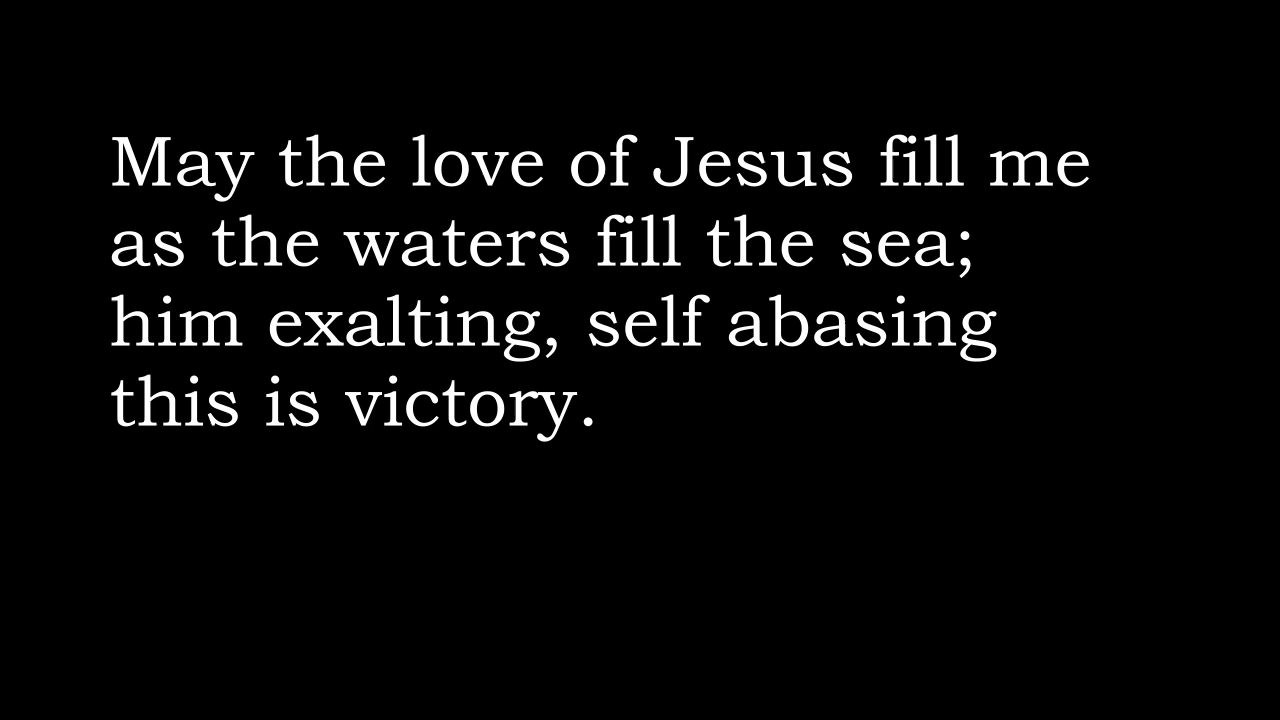 May the love of Jesus fill me
as the waters fill the sea;
him exalting, self abasing
this is victory.